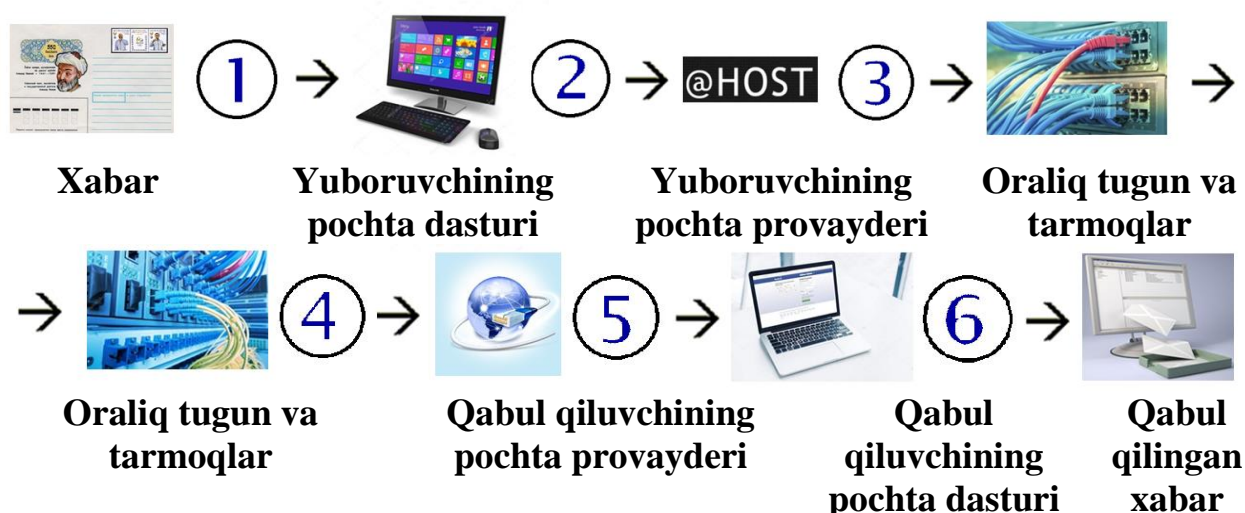 1
2
@HOST
3
Xabar
Yuboruvchining
pochta dasturi
Yuboruvchining
pochta provayderi
Oraliq tugun va
tarmoqlar
4
5
6
Oraliq tugun va
tarmoqlar
Qabul qiluvchining
pochta provayderi
Qabul
qiluvchining
pochta dasturi
Qabul
qilingan
xabar